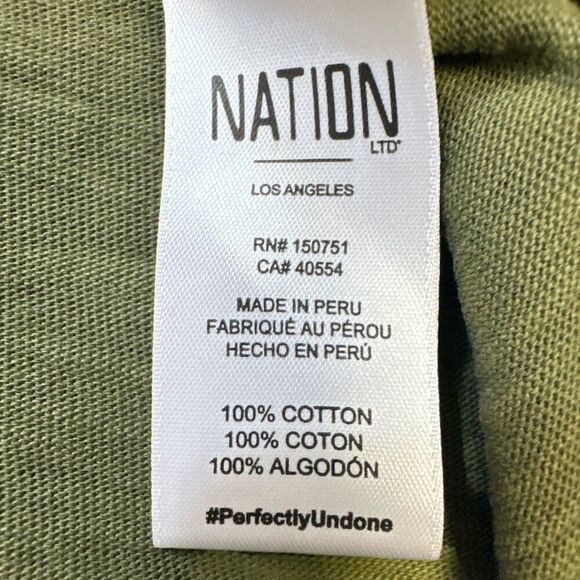 NATION
LTD
LOS ANGELES
RN# 150751
CA# 40554
MADE IN PERU
FABRIQUÉ AU PÉROU
HECHO EN PERÚ
100% COTTON
100% COTON
100% ALGODÓN
#PerfectlyUndone